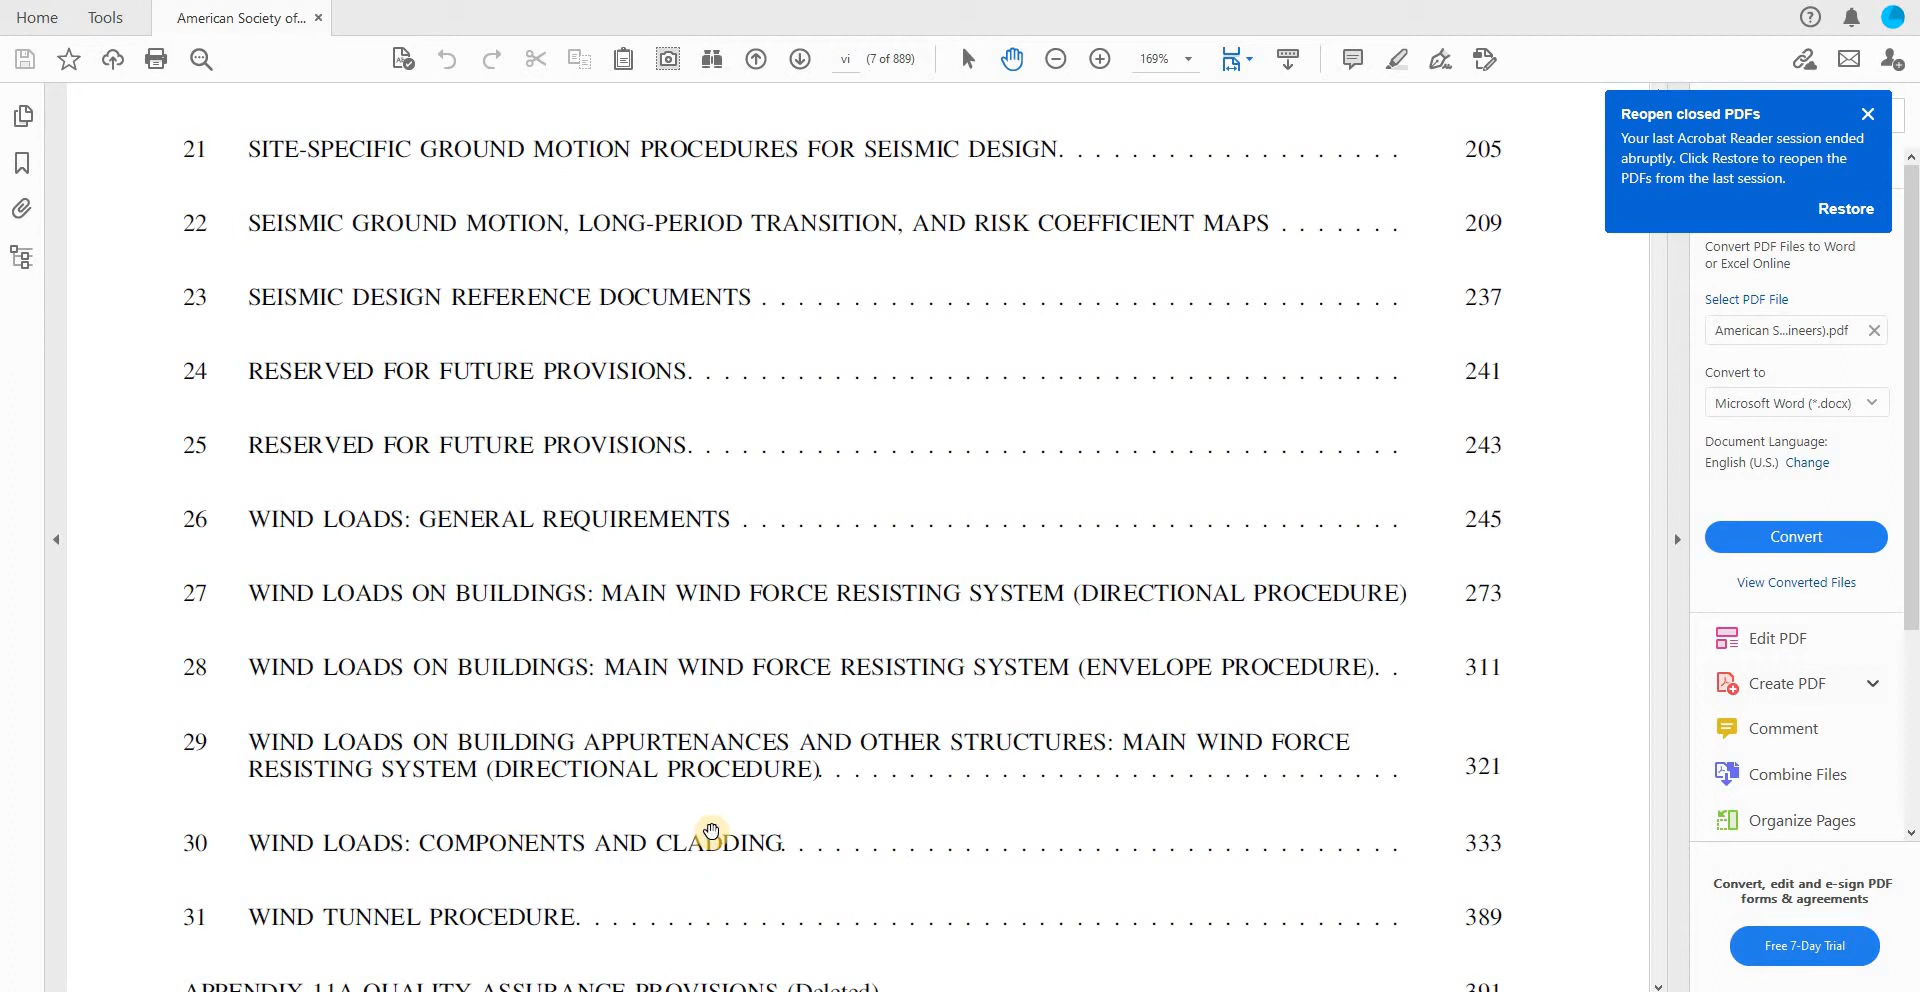 Home Tools American Society of...
vi (7 of 889) 169%
21 SITE-SPECIFIC GROUND MOTION PROCEDURES FOR SEISMIC DESIGN. . . . . . . . . . . . . . . . . . . 205
22 SEISMIC GROUND MOTION, LONG-PERIOD TRANSITION, AND RISK COEFFICIENT MAPS . . . . . . . 209
23 SEISMIC DESIGN REFERENCE DOCUMENTS . . . . . . . . . . . . . . . . . . . . . . . . . . . . . . . . . . . 237
24 RESERVED FOR FUTURE PROVISIONS. . . . . . . . . . . . . . . . . . . . . . . . . . . . . . . . . . . . . . . 241
25 RESERVED FOR FUTURE PROVISIONS. . . . . . . . . . . . . . . . . . . . . . . . . . . . . . . . . . . . . . . 243
26 WIND LOADS: GENERAL REQUIREMENTS . . . . . . . . . . . . . . . . . . . . . . . . . . . . . . . . . . . . 245
27 WIND LOADS ON BUILDINGS: MAIN WIND FORCE RESISTING SYSTEM (DIRECTIONAL PROCEDURE) 273
28 WIND LOADS ON BUILDINGS: MAIN WIND FORCE RESISTING SYSTEM (ENVELOPE PROCEDURE). . 311
29 WIND LOADS ON BUILDING APPURTENANCES AND OTHER STRUCTURES: MAIN WIND FORCE
RESISTING SYSTEM (DIRECTIONAL PROCEDURE). . . . . . . . . . . . . . . . . . . . . . . . . . . . . . . . 321
30 WIND LOADS: COMPONENTS AND CLADDING. . . . . . . . . . . . . . . . . . . . . . . . . . . . . . . . . . 333
31 WIND TUNNEL PROCEDURE. . . . . . . . . . . . . . . . . . . . . . . . . . . . . . . . . . . . . . . . . . . . . 389
APPENDIX 11A QUALITY ASSURANCE PROVISIONS (Deleted) 391
Reopen closed PDFs
Your last Acrobat Reader session ended
abruptly. Click Restore to reopen the
PDFs from the last session.
Restore
Convert PDF Files to Word
or Excel Online
Select PDF File
American S...ineers).pdf
Convert to
Microsoft Word (*.docx)
Document Language:
English (U.S.) Change
Convert
View Converted Files
Edit PDF
Create PDF
Comment
Combine Files
Organize Pages
Convert, edit and e-sign PDF
forms & agreements
Free 7-Day Trial